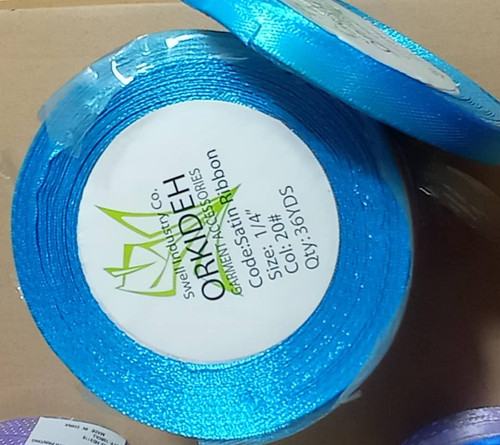 Swell industry co.
ORKIDEH
GARMENT ACCESSORIES
Code:Satin Ribbon
Size: 1/4"
Col: 20#
Qty:36YDS